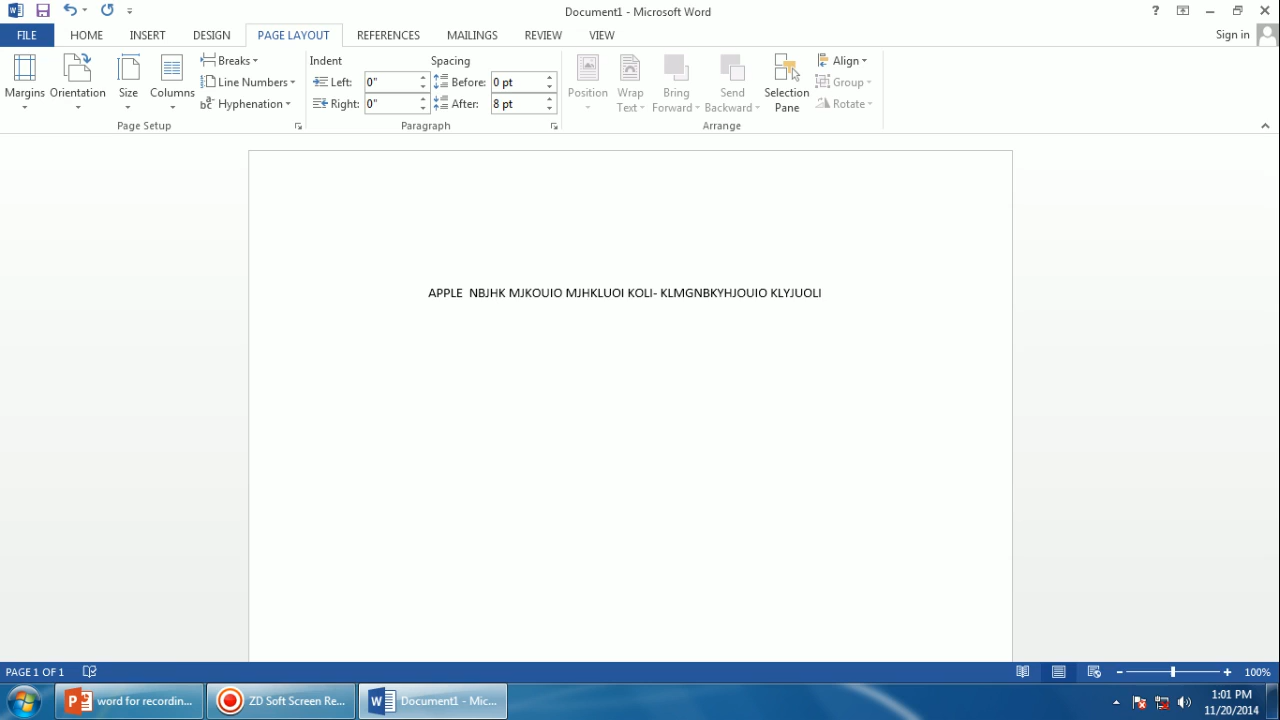 Document1 - Microsoft Word
?
Sign in
FILE HOME INSERT DESIGN PAGE LAYOUT REFERENCES MAILINGS REVIEW VIEW
Margins
Orientation
Size
Columns
Breaks
Line Numbers
Hyphenation
Page Setup
Indent
Left: 0"
Right: 0"
Spacing
Before: 0 pt
After: 8 pt
Paragraph
Position
Wrap
Text
Bring
Forward
Send
Backward
Selection
Pane
Align
Group
Rotate
Arrange
APPLE  NBJHK MJKOUIO MJHKLUOI KOLI- KLMGNBKYHJOUIO KLYJUOLI
PAGE 1 OF 1
100%
word for recordin...
ZD Soft Screen Re...
Document1 - Mic...
1:01 PM
11/20/2014